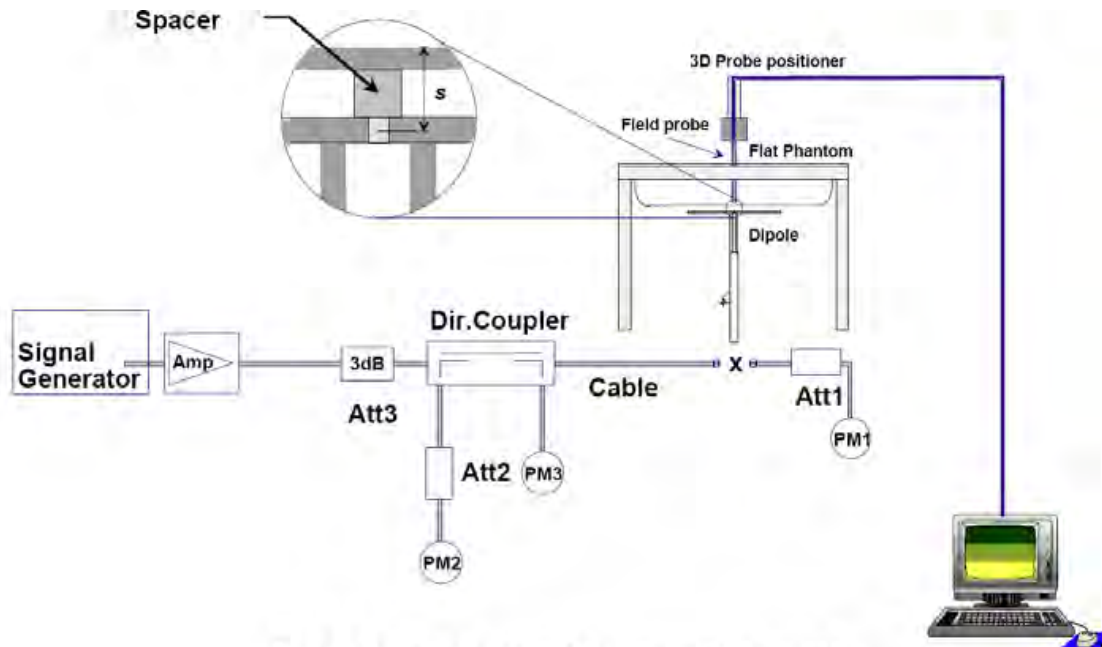 Spacer
s
3D Probe positioner
Field probe
Flat Phantom
Dipole
Signal
Generator
Amp
3dB
Att3
Dir.Coupler
Cable
x
Att1
PM1
Att2
PM3
PM2